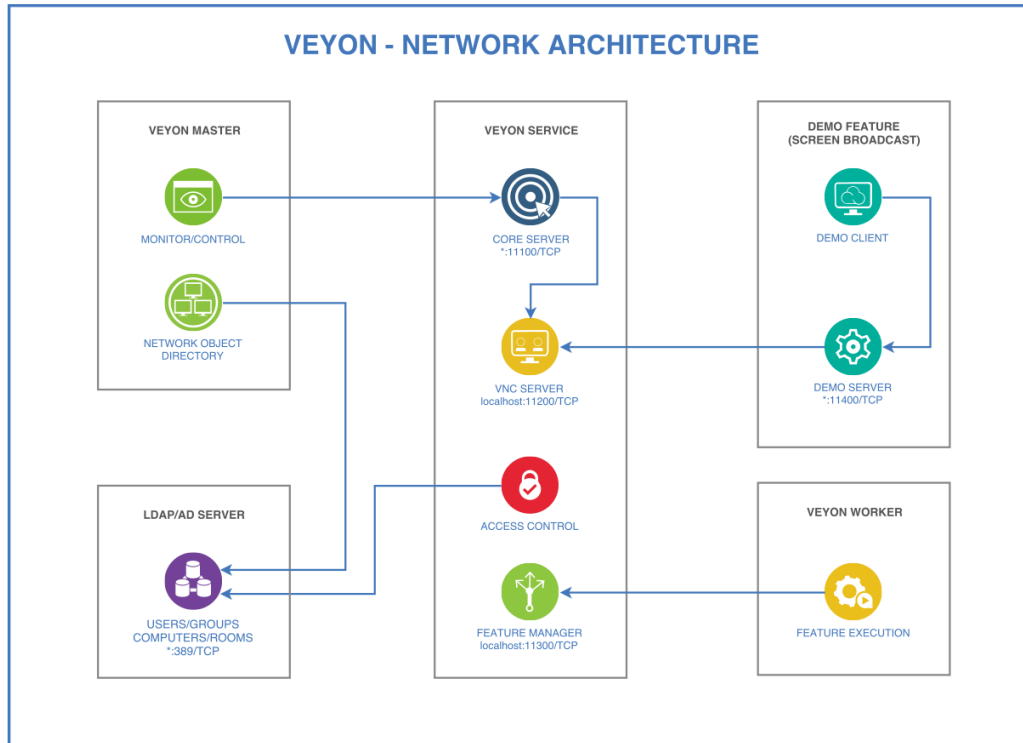 VEYON - NETWORK ARCHITECTURE
VEYON MASTER
MONITOR/CONTROL
NETWORK OBJECT
DIRECTORY
VEYON SERVICE
CORE SERVER
*:11100/TCP
VNC SERVER
localhost:11200/TCP
ACCESS CONTROL
FEATURE MANAGER
localhost:11300/TCP
DEMO FEATURE
(SCREEN BROADCAST)
DEMO CLIENT
DEMO SERVER
*:11400/TCP
LDAP/AD SERVER
USERS/GROUPS
COMPUTERS/ROOMS
*:389/TCP
VEYON WORKER
FEATURE EXECUTION